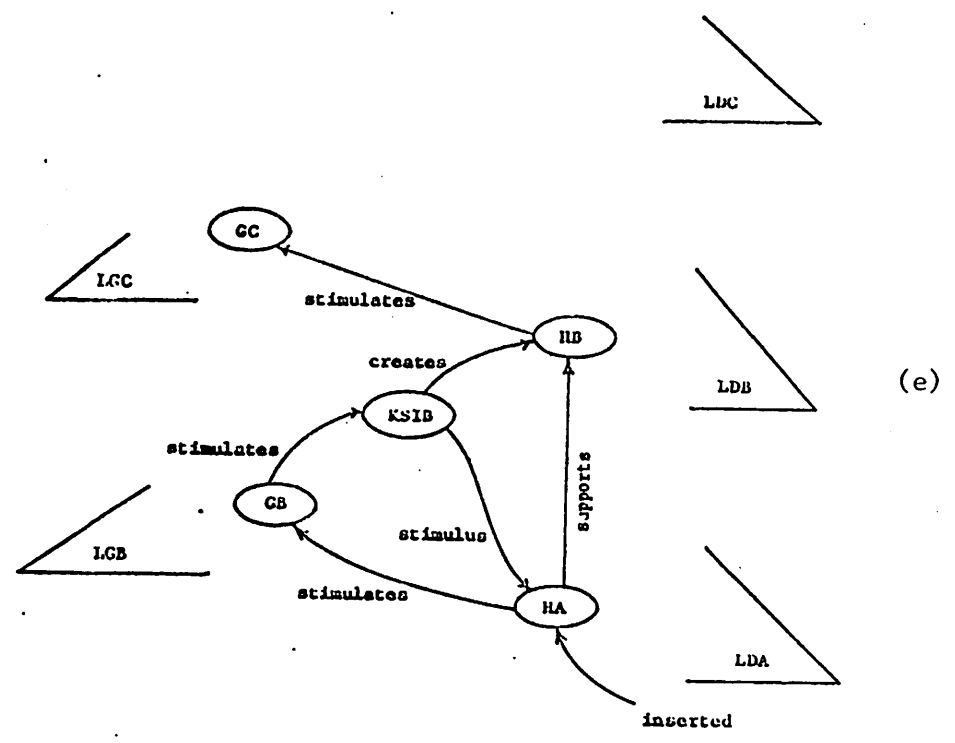 LDC
GC
LGC
stimulates
HB
creates
(e)
LDB
KSIB
stimulates
supports
GB
stimulus
LGB
stimulates
HA
LDA
inserted